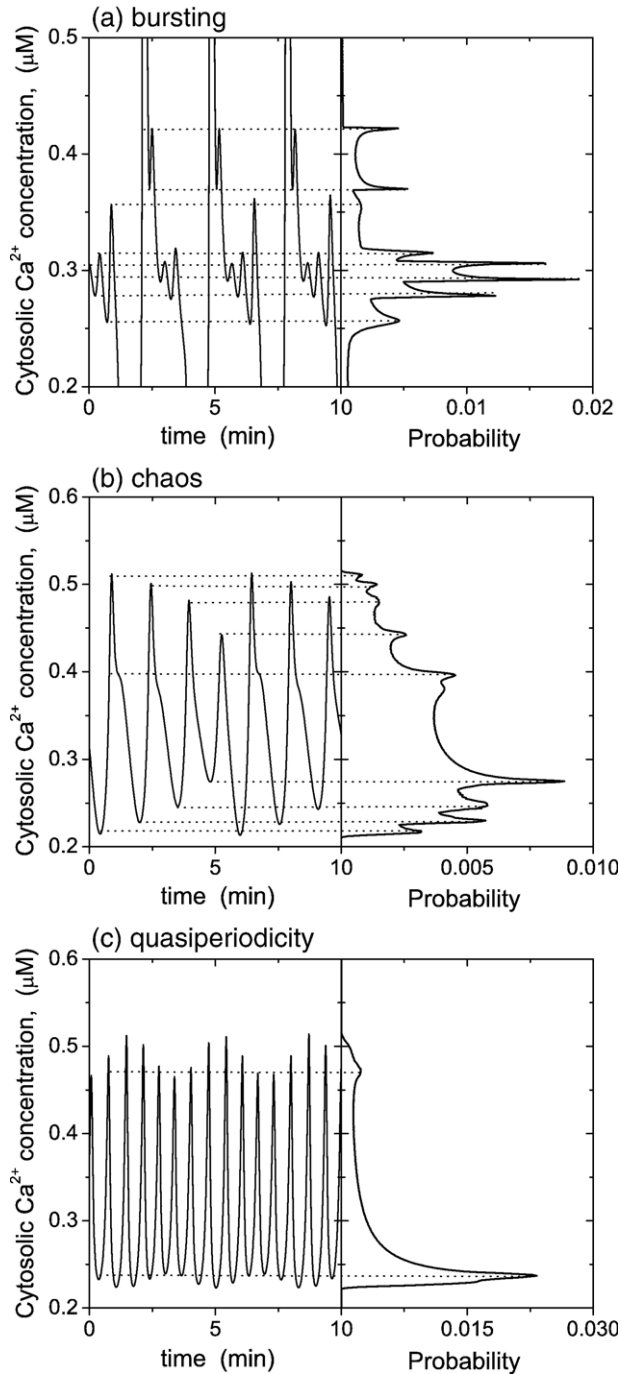 (a) bursting
Cytosolic Ca2+ concentration, (μM)
0.5
0.4
0.3
0.2
0 5 10 0.01 0.02
time (min) Probability
(b) chaos
Cytosolic Ca2+ concentration, (μM)
0.6
0.5
0.4
0.3
0.2
0 5 10 0.005 0.010
time (min) Probability
(c) quasiperiodicity
Cytosolic Ca2+ concentration, (μM)
0.6
0.5
0.4
0.3
0.2
0 5 10 0.015 0.030
time (min) Probability